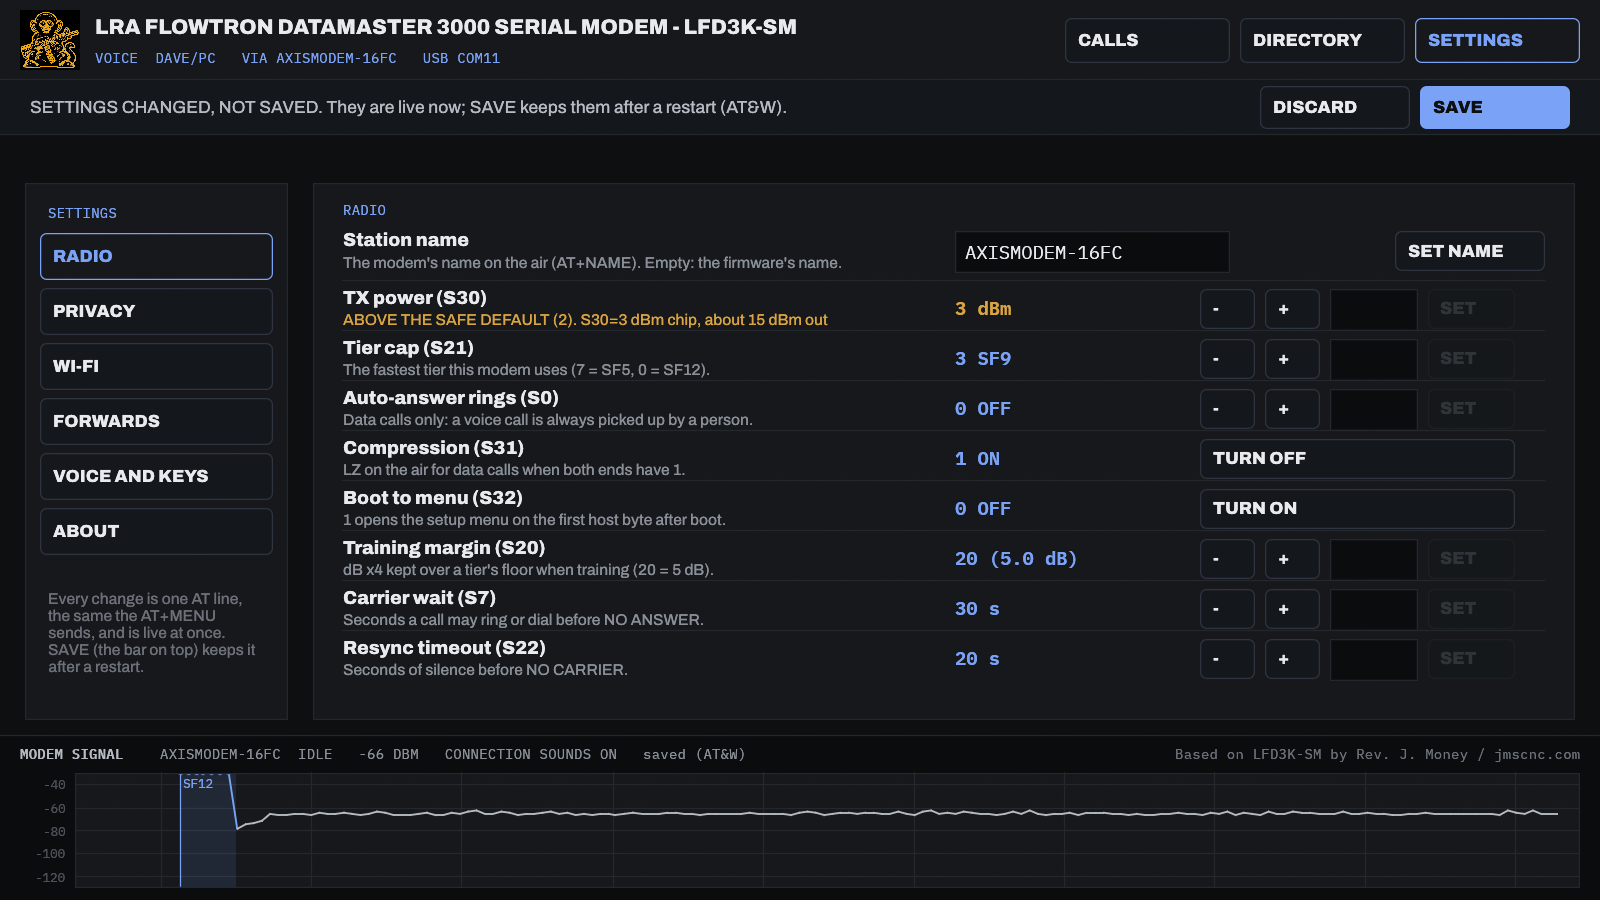 LRA FLOWTRON DATAMASTER 3000 SERIAL MODEM - LFD3K-SM
VOICE DAVE/PC VIA AXISMODEM-16FC USB COM11
CALLS
DIRECTORY
SETTINGS
SETTINGS CHANGED, NOT SAVED. They are live now; SAVE keeps them after a restart (AT&W).
DISCARD
SAVE
SETTINGS
RADIO
PRIVACY
WI-FI
FORWARDS
VOICE AND KEYS
ABOUT
Every change is one AT line,
the same the AT+MENU
sends, and is live at once.
SAVE (the bar on top) keeps it
after a restart.
RADIO
Station name
The modem's name on the air (AT+NAME). Empty: the firmware's name.
AXISMODEM-16FC
SET NAME
TX power (S30)
ABOVE THE SAFE DEFAULT (2). S30=3 dBm chip, about 15 dBm out
3 dBm
-
+
SET
Tier cap (S21)
The fastest tier this modem uses (7 = SF5, 0 = SF12).
3 SF9
-
+
SET
Auto-answer rings (S0)
Data calls only: a voice call is always picked up by a person.
0 OFF
-
+
SET
Compression (S31)
LZ on the air for data calls when both ends have 1.
1 ON
TURN OFF
Boot to menu (S32)
1 opens the setup menu on the first host byte after boot.
0 OFF
TURN ON
Training margin (S20)
dB x4 kept over a tier's floor when training (20 = 5 dB).
20 (5.0 dB)
-
+
SET
Carrier wait (S7)
Seconds a call may ring or dial before NO ANSWER.
30 s
-
+
SET
Resync timeout (S22)
Seconds of silence before NO CARRIER.
20 s
-
+
SET
MODEM SIGNAL AXISMODEM-16FC IDLE -66 DBM CONNECTION SOUNDS ON saved (AT&W)
Based on LFD3K-SM by Rev. J. Money / jmscnc.com
SF12
-40
-60
-80
-100
-120